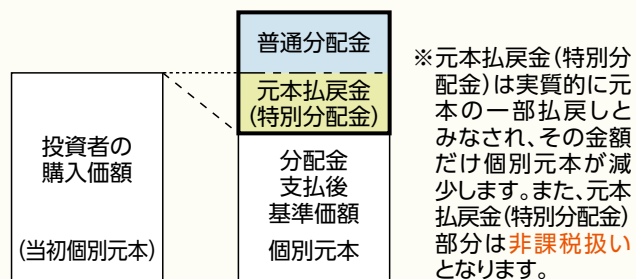 普通分配金
元本払戻金
(特別分配金)
投資者の
購入価額
(当初個別元本)
分配金
支払後
基準価額
個別元本
※元本払戻金(特別分
配金)は実質的に元
本の一部払戻しと
みなされ、その金額
だけ個別元本が減
少します。また、元本
払戻金(特別分配金)
部分は非課税扱い
となります。